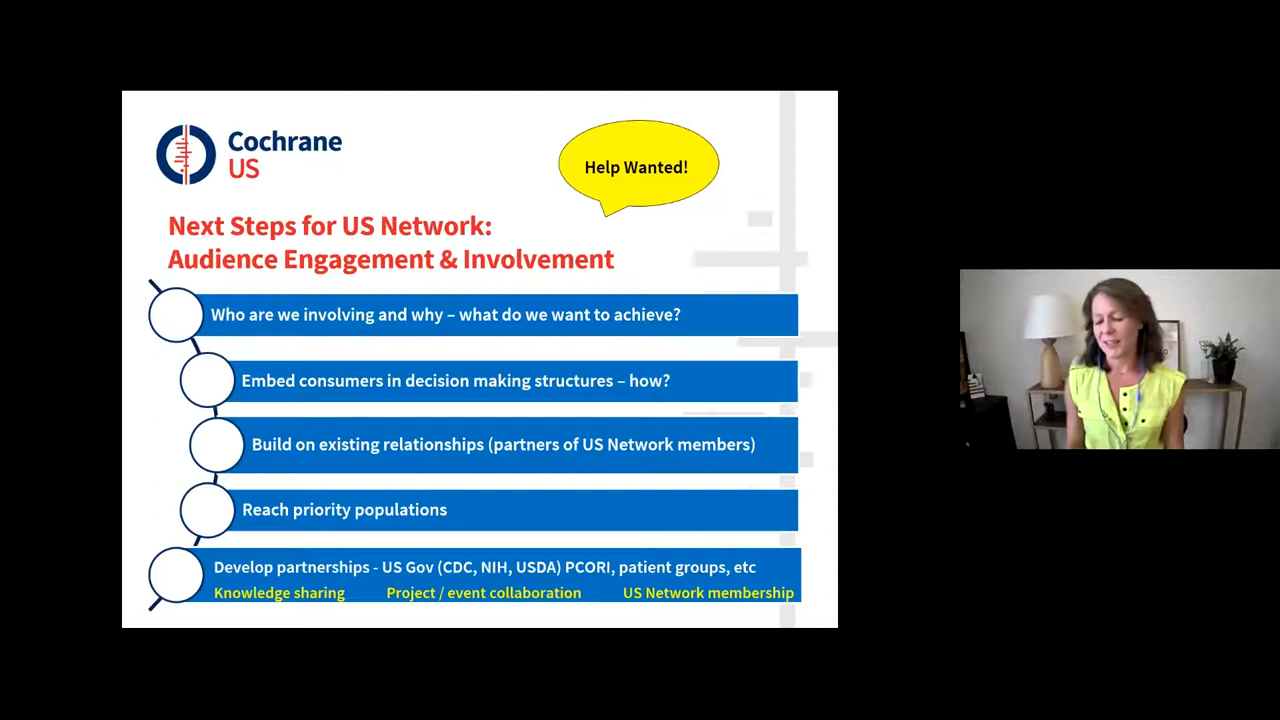 Cochrane
US
Help Wanted!
Next Steps for US Network:
Audience Engagement & Involvement
Who are we involving and why – what do we want to achieve?
Embed consumers in decision making structures – how?
Build on existing relationships (partners of US Network members)
Reach priority populations
Develop partnerships - US Gov (CDC, NIH, USDA) PCORI, patient groups, etc
Knowledge sharing Project / event collaboration US Network membership